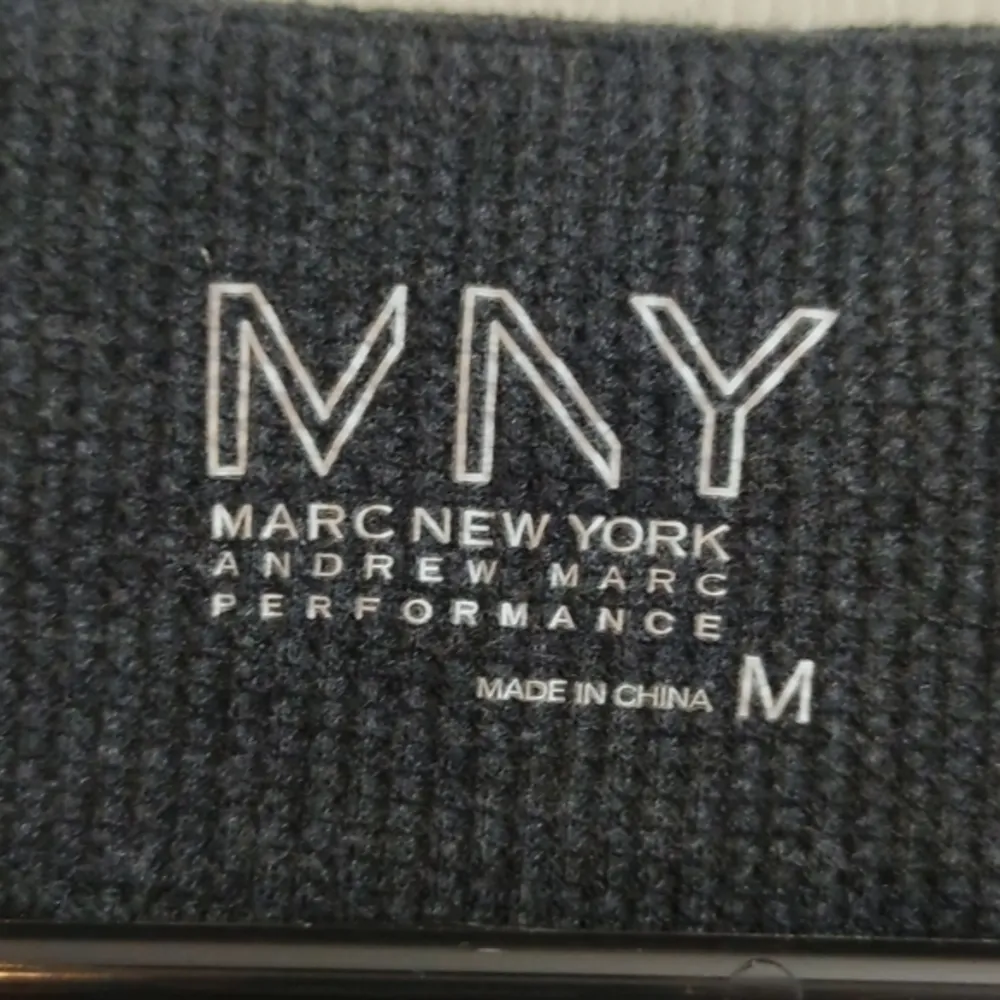 MNY
MARC NEW YORK
ANDREW MARC
PERFORMANCE
MADE IN CHINA M